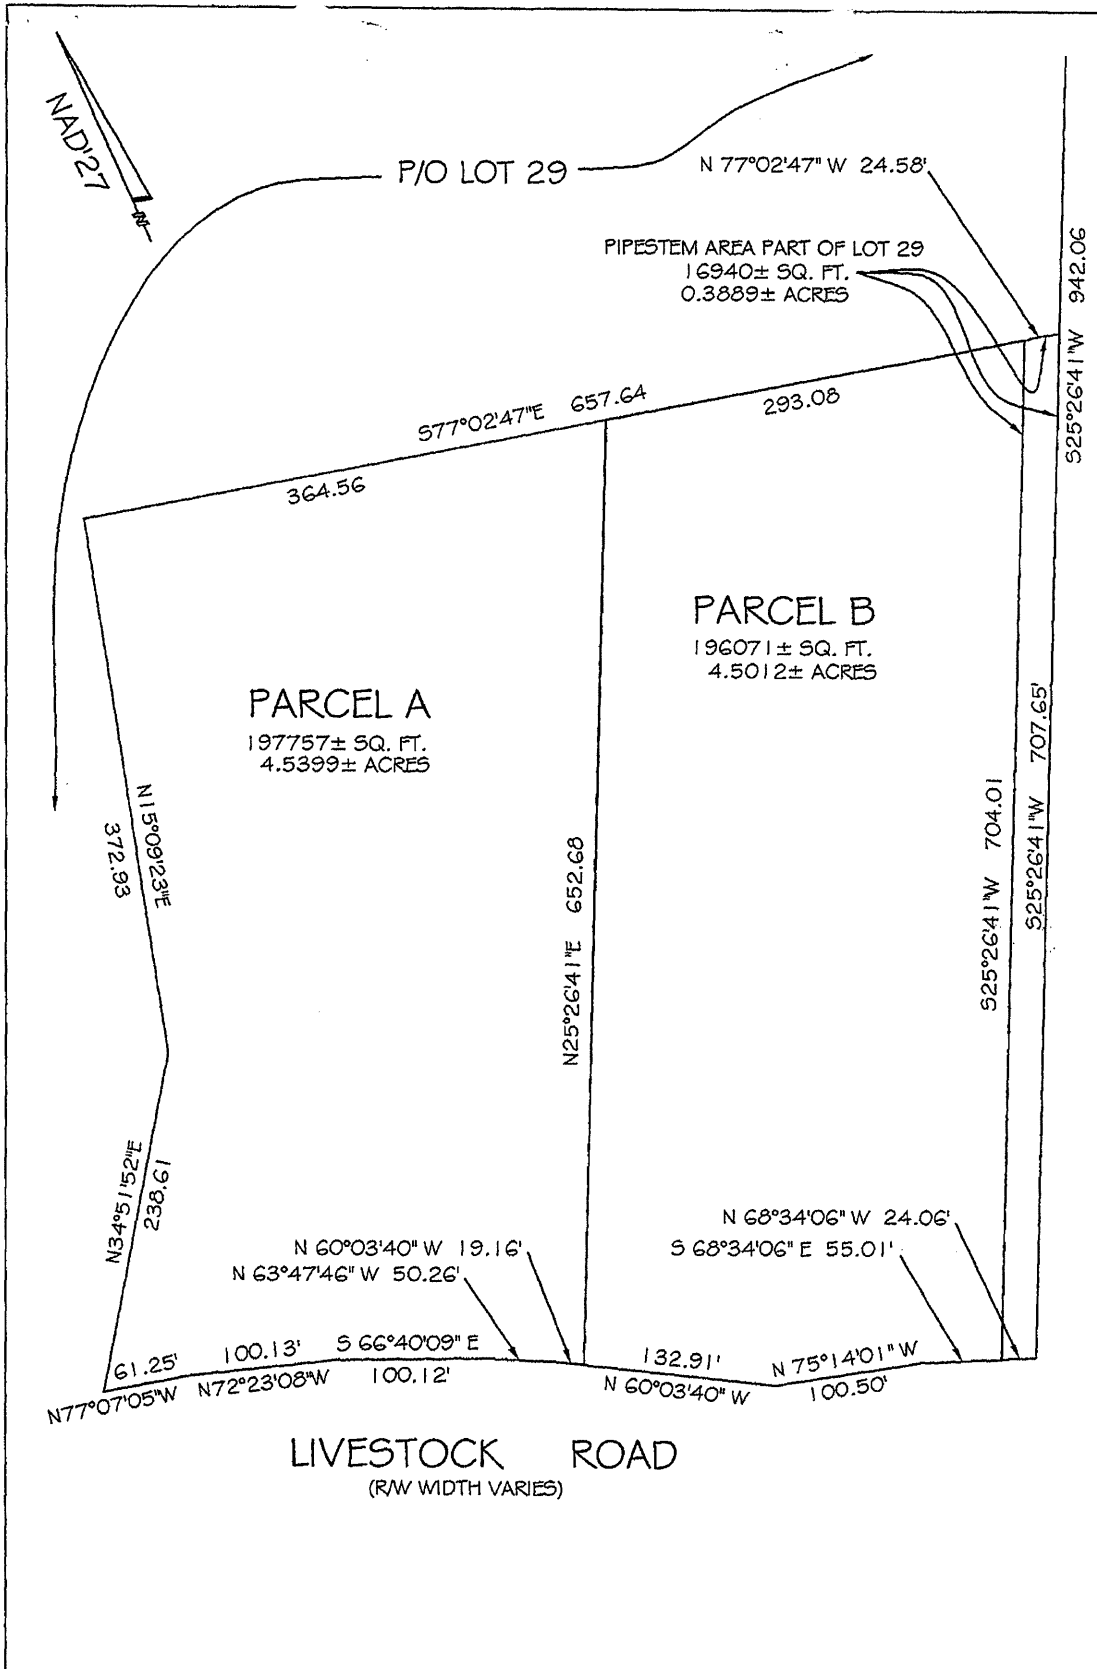 NAD'27
N
P/O LOT 29
N 77°02'47" W 24.58'
PIPESTEM AREA PART OF LOT 29
16940± SQ. FT.
0.3889± ACRES
S25°26'41"W 942.06
S77°02'47"E 657.64
293.08
364.56
PARCEL B
196071± SQ. FT.
4.5012± ACRES
PARCEL A
197757± SQ. FT.
4.5399± ACRES
N15°09'23"E
372.93
N25°26'41"E 652.68
S25°26'41"W 704.01
S25°26'41"W 707.65'
N34°51'52"E
238.61
N 68°34'06" W 24.06'
S 68°34'06" E 55.01'
N 60°03'40" W 19.16'
N 63°47'46" W 50.26'
61.25'
N77°07'05"W
100.13'
N72°23'08"W
S 66°40'09" E
100.12'
132.91'
N 60°03'40" W
N 75°14'01" W
100.50'
LIVESTOCK ROAD
(R/W WIDTH VARIES)